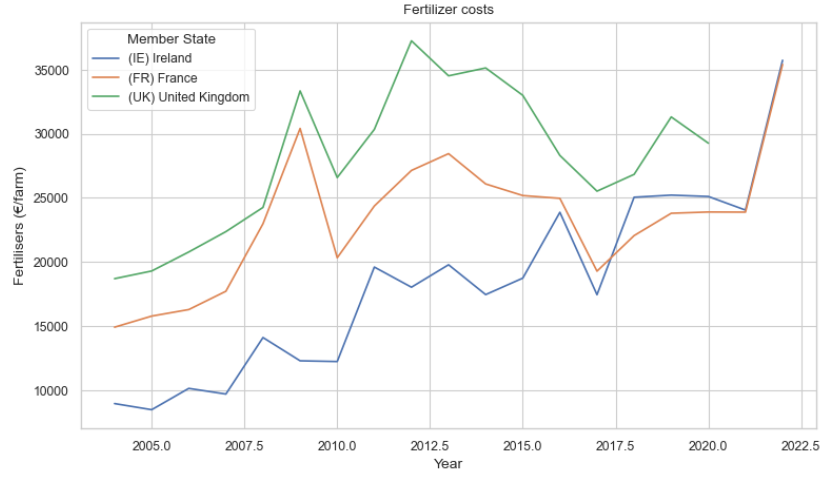 Fertilizer costs
Member State
(IE) Ireland
(FR) France
(UK) United Kingdom
Fertilisers (€/farm)
35000
30000
25000
20000
15000
10000
2005.0 2007.5 2010.0 2012.5 2015.0 2017.5 2020.0 2022.5
Year